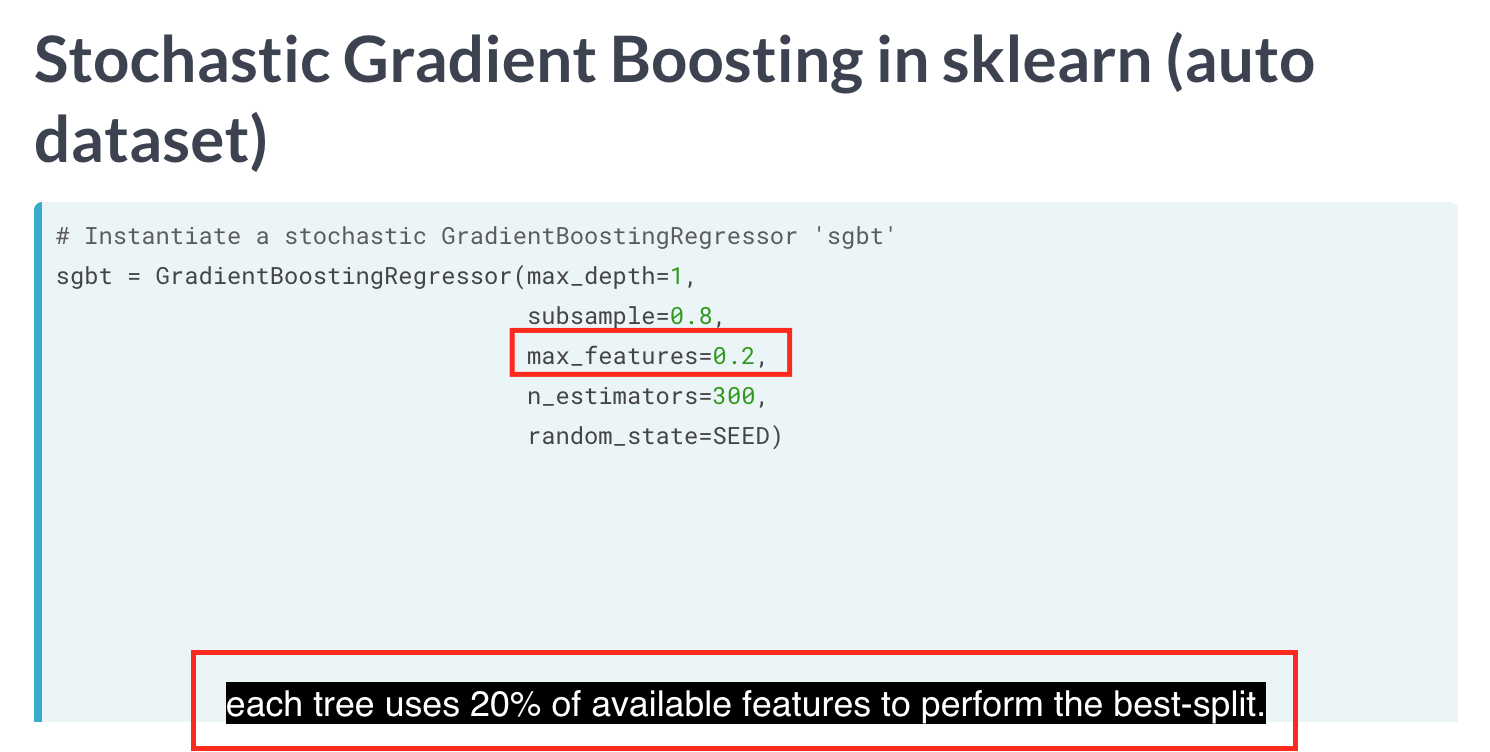 Stochastic Gradient Boosting in sklearn (auto
dataset)
# Instantiate a stochastic GradientBoostingRegressor 'sgbt'
sgbt = GradientBoostingRegressor(max_depth=1,
subsample=0.8,
max_features=0.2,
n_estimators=300,
random_state=SEED)
each tree uses 20% of available features to perform the best-split.